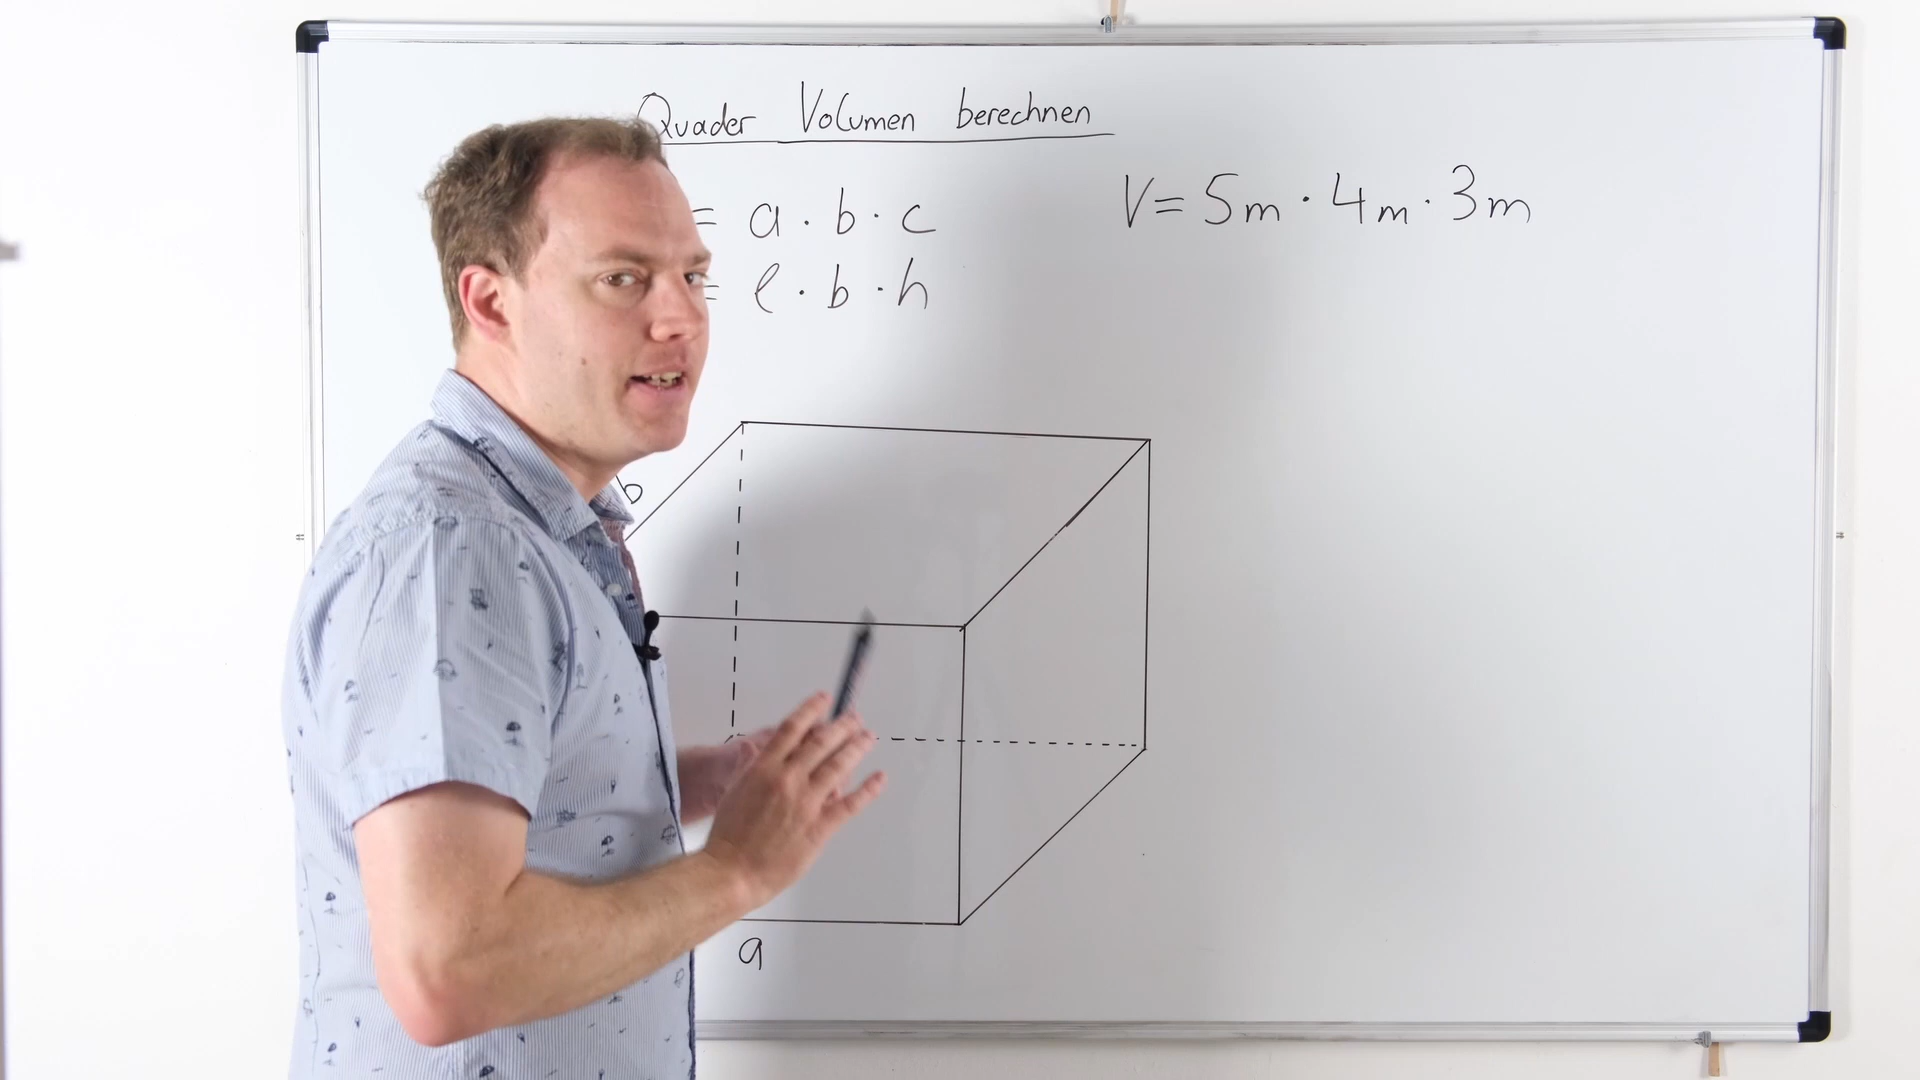 Quader Volumen berechnen
= a · b · c
V = 5m · 4m · 3m
= l · b · h
b
a